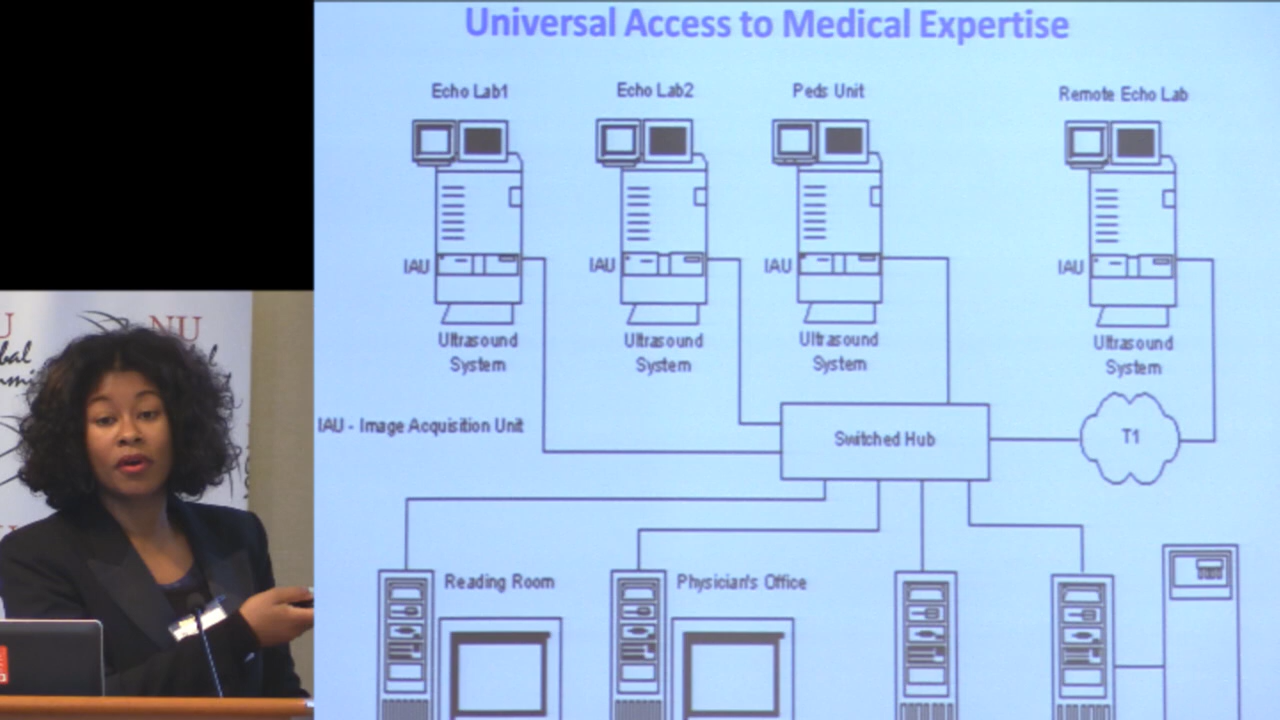 Universal Access to Medical Expertise
Echo Lab1
Echo Lab2
Peds Unit
Remote Echo Lab
IAU
IAU
IAU
IAU
Ultrasound
System
Ultrasound
System
Ultrasound
System
Ultrasound
System
IAU - Image Acquisition Unit
Switched Hub
T1
Reading Room
Physician's Office
NU